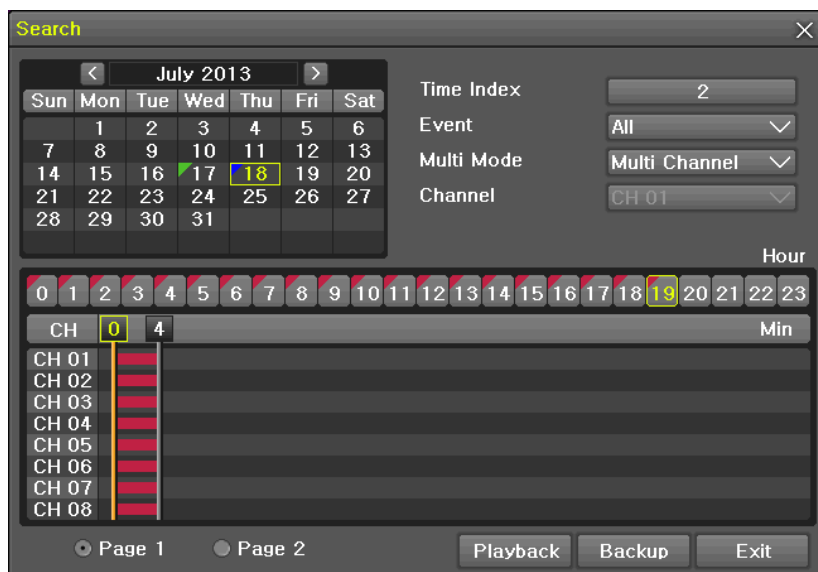 Search
July 2013
Sun Mon Tue Wed Thu Fri Sat
1 2 3 4 5 6
7 8 9 10 11 12 13
14 15 16 17 18 19 20
21 22 23 24 25 26 27
28 29 30 31
Time Index 2
Event All
Multi Mode Multi Channel
Channel CH 01
Hour
0 1 2 3 4 5 6 7 8 9 10 11 12 13 14 15 16 17 18 19 20 21 22 23
CH 0 4 Min
CH 01
CH 02
CH 03
CH 04
CH 05
CH 06
CH 07
CH 08
Page 1 Page 2 Playback Backup Exit